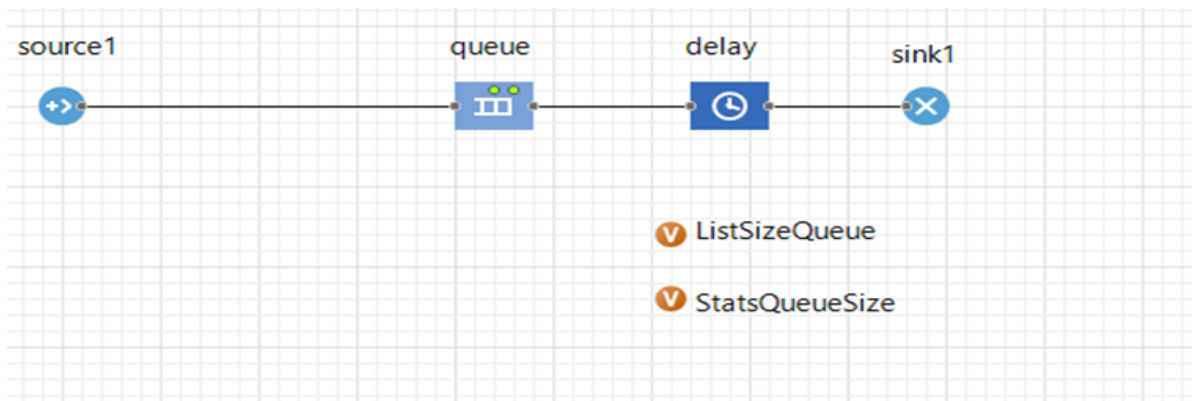 source1
queue
delay
sink1
V ListSizeQueue
V StatsQueueSize